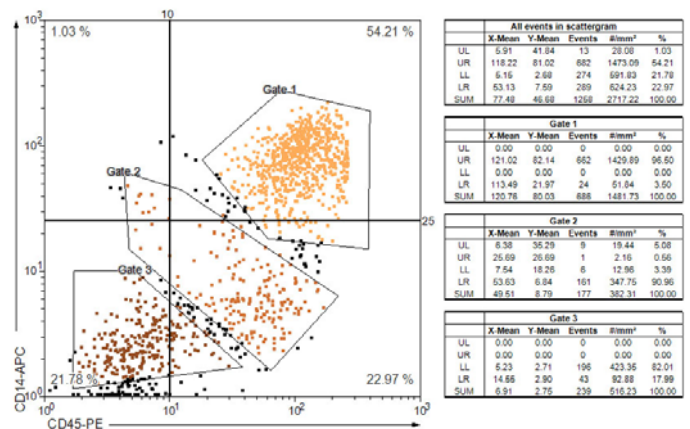 10
10³
1.03 %
54.21 %
Gate 1
10²
Gate 2
25
10¹
Gate 3
21.78 %
22.97 %
10⁰
10⁰
10
10²
10³
CD14-APC
CD45-PE
All events in scattergram
X-Mean Y-Mean Events #/mm³ %
UL 5.91 41.84 13 28.08 1.03
UR 118.22 81.02 682 1473.09 54.21
LL 5.15 2.68 274 591.83 21.78
LR 53.13 7.59 289 624.23 22.97
SUM 77.48 46.68 1258 2717.22 100.00
Gate 1
X-Mean Y-Mean Events #/mm³ %
UL 0.00 0.00 0 0.00 0.00
UR 121.02 82.14 662 1429.89 96.50
LL 0.00 0.00 0 0.00 0.00
LR 113.49 21.97 24 51.84 3.50
SUM 120.76 80.03 686 1481.73 100.00
Gate 2
X-Mean Y-Mean Events #/mm³ %
UL 6.38 35.29 9 19.44 5.08
UR 25.69 26.69 1 2.16 0.56
LL 7.54 18.26 6 12.96 3.39
LR 53.63 6.84 161 347.75 90.96
SUM 49.51 8.79 177 382.31 100.00
Gate 3
X-Mean Y-Mean Events #/mm³ %
UL 0.00 0.00 0 0.00 0.00
UR 0.00 0.00 0 0.00 0.00
LL 5.23 2.71 196 423.35 82.01
LR 14.55 2.90 43 92.88 17.99
SUM 6.91 2.75 239 516.23 100.00